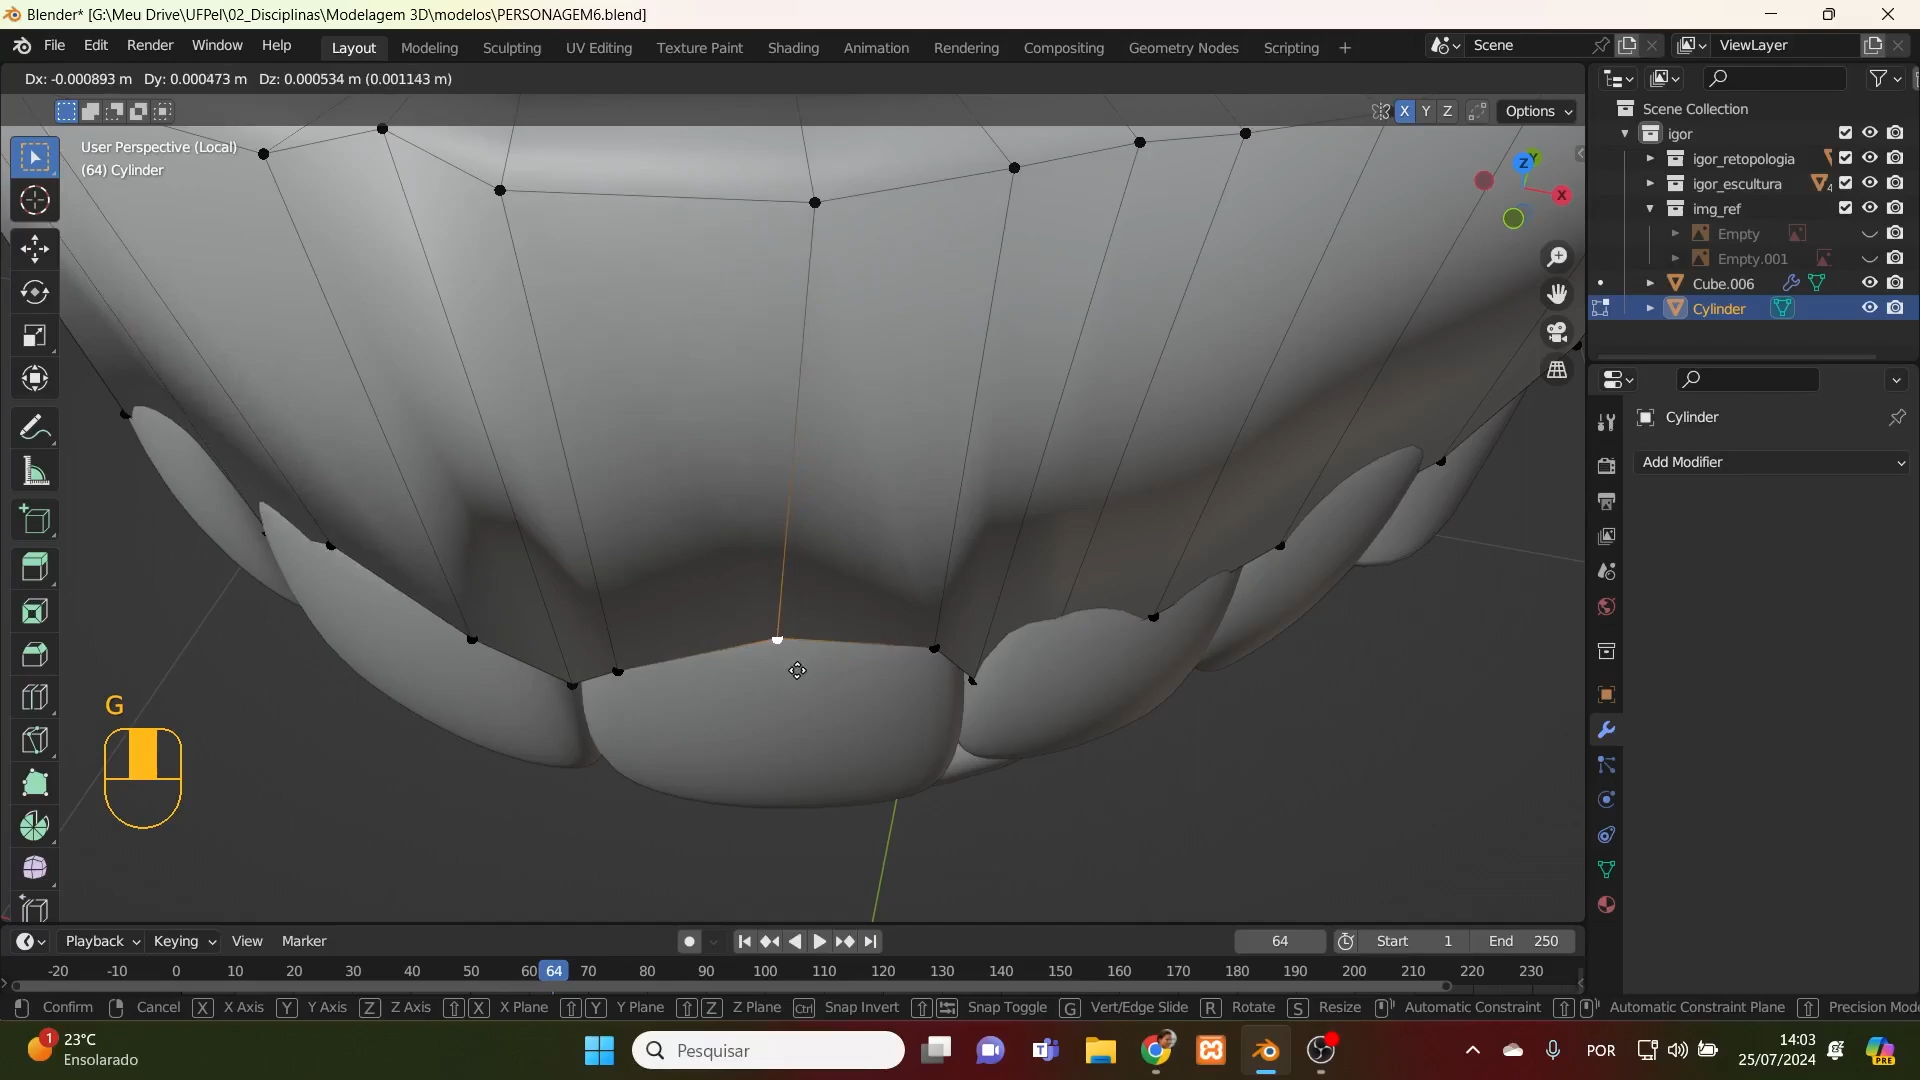 Blender* [G:\Meu Drive\UFPel\02_Disciplinas\Modelagem 3D\modelos\PERSONAGEM6.blend]
File Edit Render Window Help Layout Modeling Sculpting UV Editing Texture Paint Shading Animation Rendering Compositing Geometry Nodes Scripting + Scene ViewLayer
Dx: -0.000893 m Dy: 0.000473 m Dz: 0.000534 m (0.001143 m)
X Y Z Options
User Perspective (Local)
(64) Cylinder
Z Y X
Scene Collection
igor
igor_retopologia
igor_escultura 4
img_ref
Empty
Empty.001
Cube.006
Cylinder
Cylinder
Add Modifier
G
Playback Keying View Marker 64 Start 1 End 250
-20 -10 0 10 20 30 40 50 60 64 70 80 90 100 110 120 130 140 150 160 170 180 190 200 210 220 230
Confirm Cancel X X Axis Y Y Axis Z Z Axis X X Plane Y Y Plane Z Z Plane Ctrl Snap Invert Snap Toggle G Vert/Edge Slide R Rotate S Resize Automatic Constraint Automatic Constraint Plane Precision Mode
1 23°C
Ensolarado
Pesquisar
POR
14:03
25/07/2024
PRE